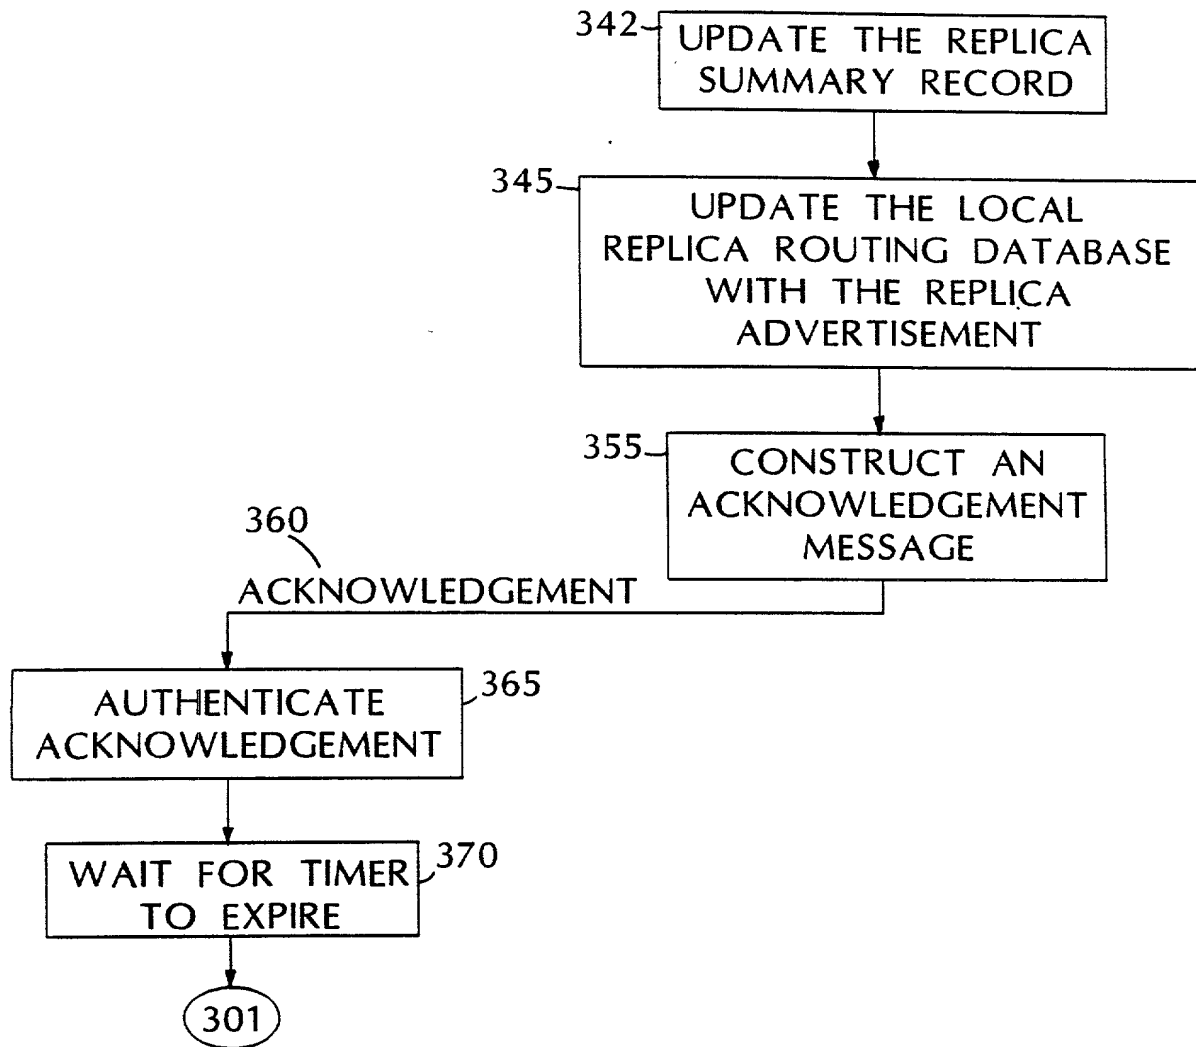 342
UPDATE THE REPLICA
SUMMARY RECORD
345
UPDATE THE LOCAL
REPLICA ROUTING DATABASE
WITH THE REPLICA
ADVERTISEMENT
355
CONSTRUCT AN
ACKNOWLEDGEMENT
MESSAGE
360
ACKNOWLEDGEMENT
365
AUTHENTICATE
ACKNOWLEDGEMENT
370
WAIT FOR TIMER
TO EXPIRE
301